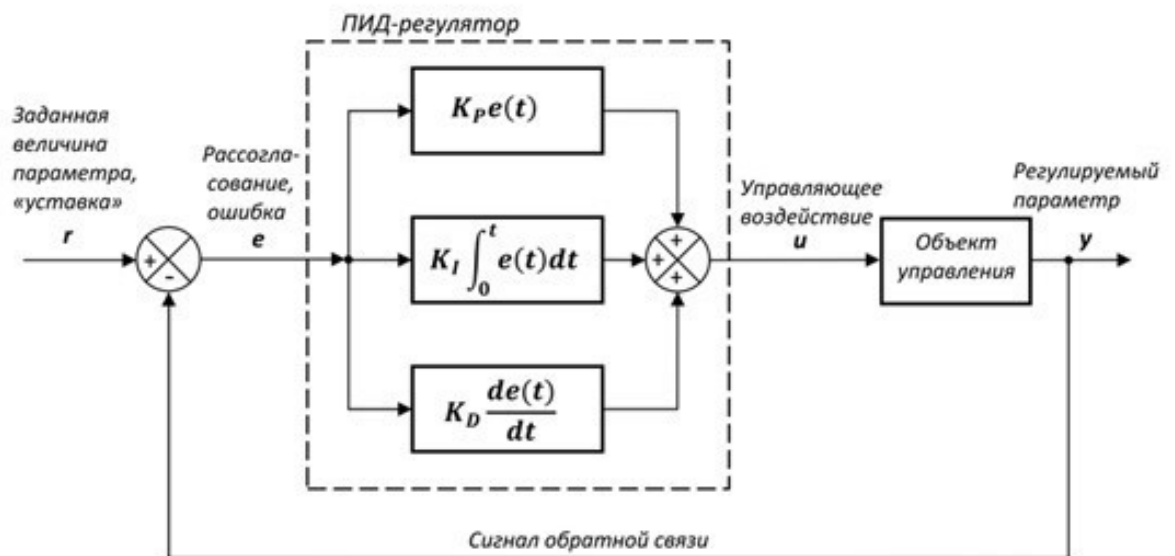 ПИД-регулятор
Заданная
величина
параметра,
«уставка»
r
+
-
Рассогла-
сование,
ошибка
e
K_P e(t)
K_I ∫_0^t e(t)dt
K_D de(t)/dt
+
+
+
Управляющее
воздействие
u
Объект
управления
Регулируемый
параметр
y
Сигнал обратной связи